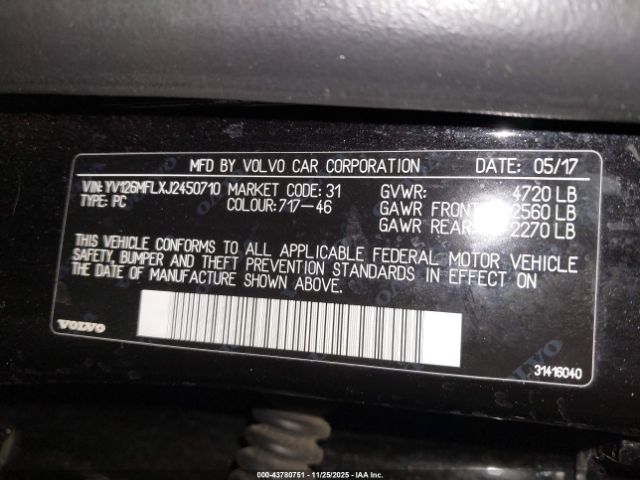 MFD BY VOLVO CAR CORPORATION DATE: 05/17
VIN: YV126MFLXJ2450710 MARKET CODE: 31 GVWR: 4720 LB
TYPE: PC COLOUR: 717-46 GAWR FRONT 2560 LB
GAWR REAR 2270 LB
THIS VEHICLE CONFORMS TO ALL APPLICABLE FEDERAL MOTOR VEHICLE
SAFETY, BUMPER AND THEFT PREVENTION STANDARDS IN EFFECT ON
THE DATE OF MANUFACTURE SHOWN ABOVE.
VOLVO
31416040
000-43780751 - 11/25/2025 - IAAI.CA